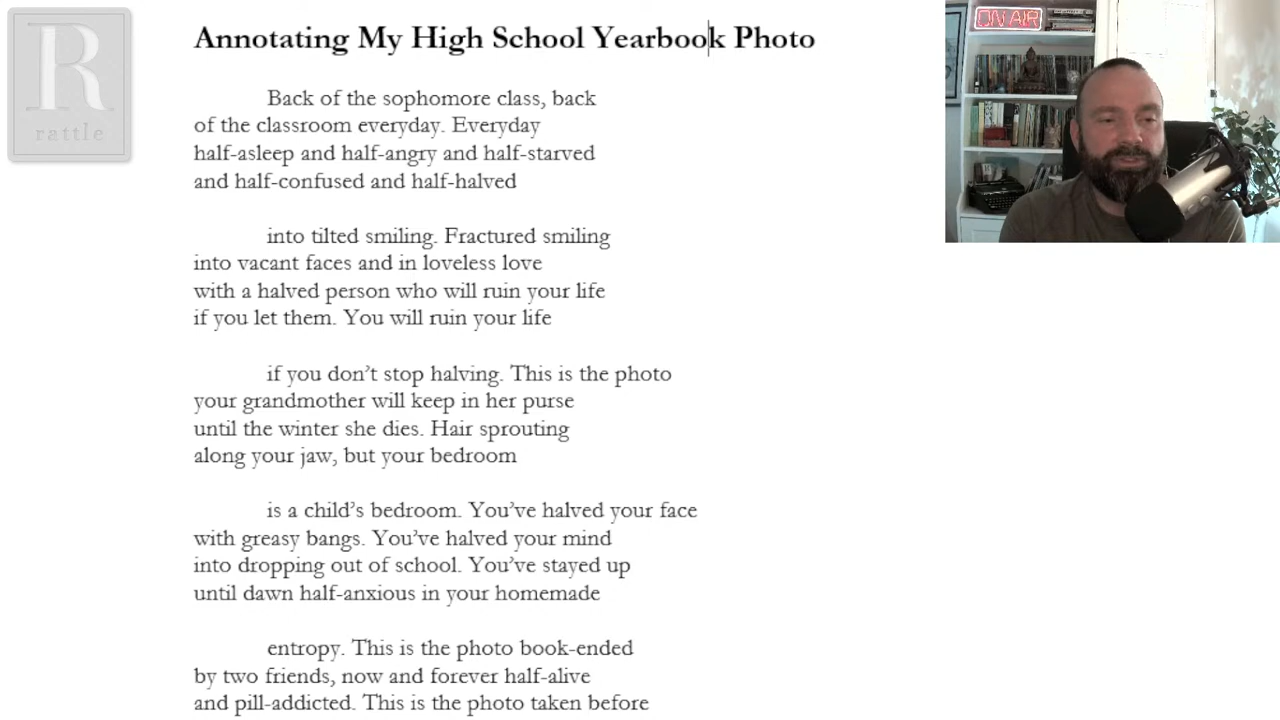 R
rattle
Annotating My High School Yearbook Photo
Back of the sophomore class, back
of the classroom everyday. Everyday
half-asleep and half-angry and half-starved
and half-confused and half-halved
into tilted smiling. Fractured smiling
into vacant faces and in loveless love
with a halved person who will ruin your life
if you let them. You will ruin your life
if you don’t stop halving. This is the photo
your grandmother will keep in her purse
until the winter she dies. Hair sprouting
along your jaw, but your bedroom
is a child’s bedroom. You’ve halved your face
with greasy bangs. You’ve halved your mind
into dropping out of school. You’ve stayed up
until dawn half-anxious in your homemade
entropy. This is the photo book-ended
by two friends, now and forever half-alive
and pill-addicted. This is the photo taken before
ON AIR